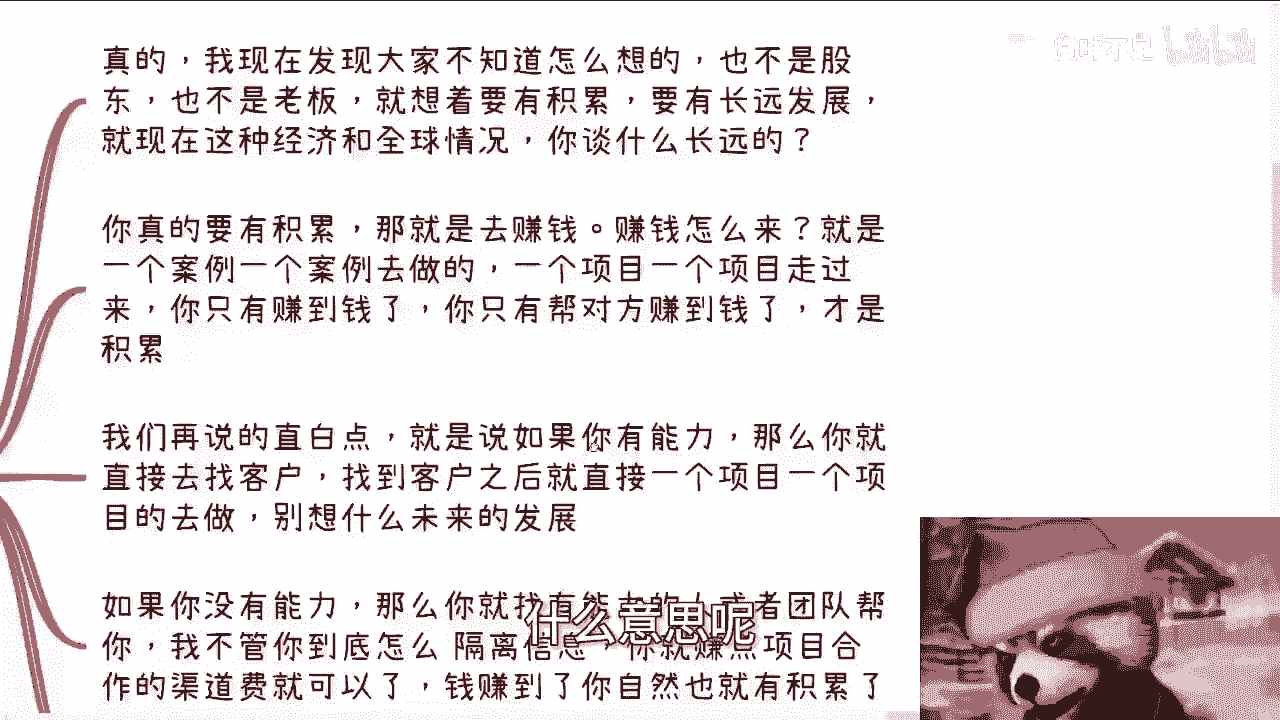 真的，我现在发现大家不知道怎么想的，也不是股
东，也不是老板，就想着要有积累，要有长远发展，
就现在这种经济和全球情况，你谈什么长远的？
你真的要有积累，那就是去赚钱。赚钱怎么来？就是
一个案例一个案例去做的，一个项目一个项目走过
来，你只有赚到钱了，你只有帮对方赚到钱了，才是
积累
我们再说的直白点，就是说如果你有能力，那么你就
直接去找客户，找到客户之后就直接一个项目一个项
目的去做，别想什么未来的发展
如果你没有能力，那么你就找有能力的人或者团队帮
你，我不管你到底怎么 隔离信息，你就赚点项目合
作的渠道费就可以了，钱赚到了你自然也就有积累了
什么意思呢
bilibili